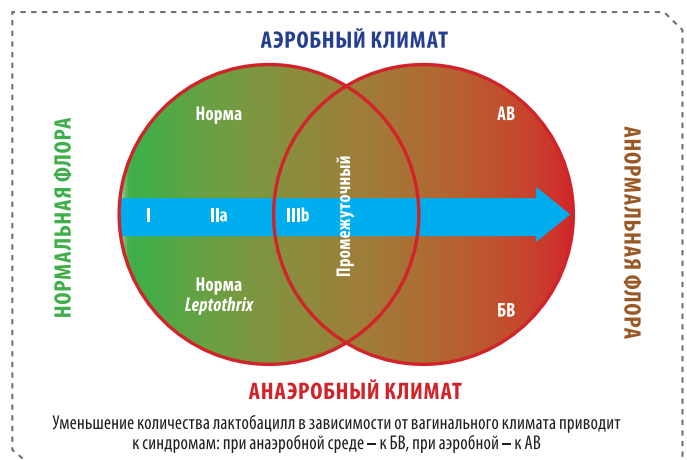 АЭРОБНЫЙ КЛИМАТ
НОРМАЛЬНАЯ ФЛОРА
Норма
АВ
I
IIa
IIIb
Промежуточный
Норма
Leptothrix
БВ
АНОРМАЛЬНАЯ ФЛОРА
АНАЭРОБНЫЙ КЛИМАТ
Уменьшение количества лактобацилл в зависимости от вагинального климата приводит
к синдромам: при анаэробной среде – к БВ, при аэробной – к АВ